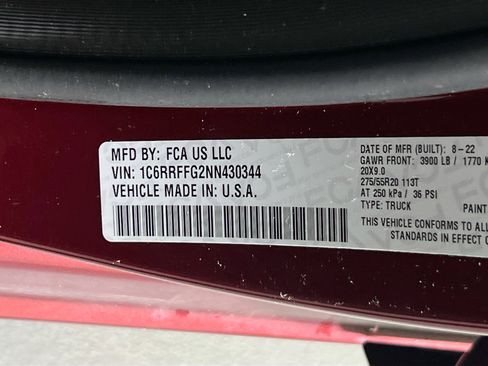 MFD BY: FCA US LLC
VIN: 1C6RRFFG2NN430344
VEHICLE MADE IN: U.S.A.
DATE OF MFR (BUILT): 8-22
GAWR FRONT: 3900 LB / 1770 K
20X9.0
275/55R20 113T
AT 250 kPa / 36 PSI
TYPE: TRUCK PAINT
THIS VEHICLE CONFORMS TO A
STANDARDS IN EFFECT O